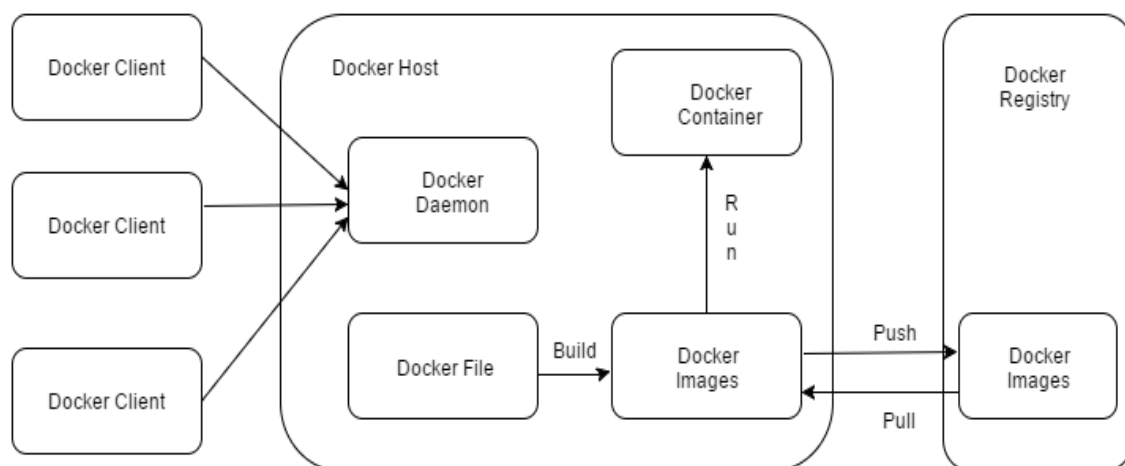 Docker Client
Docker Client
Docker Client
Docker Host
Docker
Daemon
Docker File
Build
Docker
Container
R
u
n
Docker
Images
Push
Pull
Docker
Registry
Docker
Images